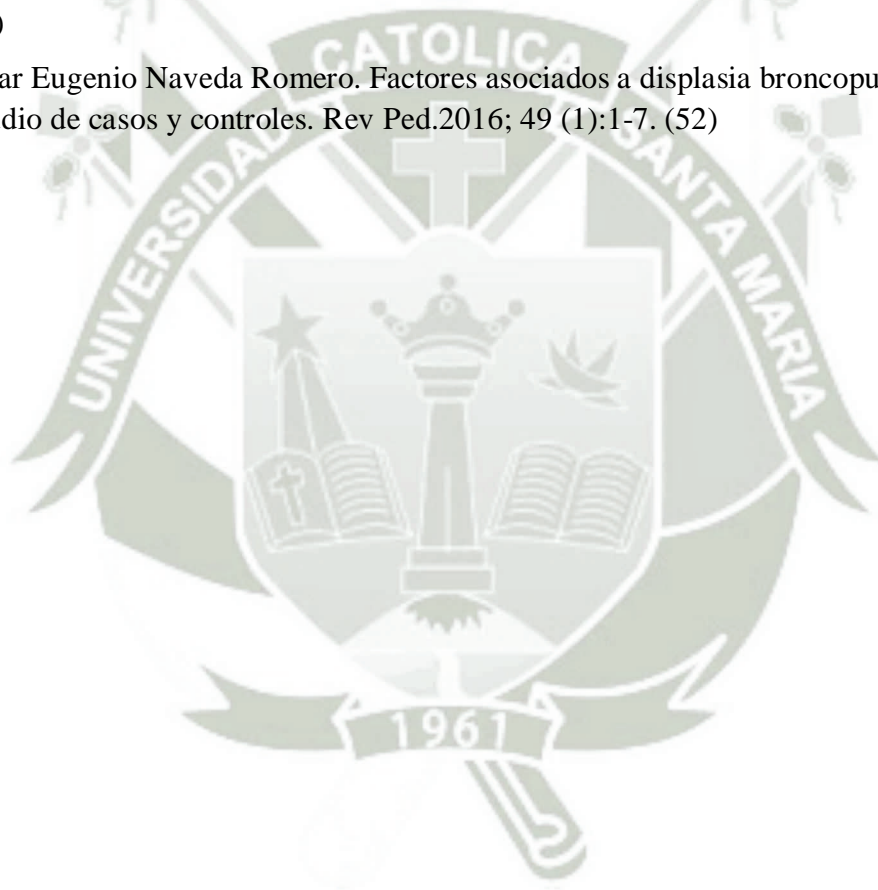 )
ar Eugenio Naveda Romero. Factores asociados a displasia broncopu
dio de casos y controles. Rev Ped.2016; 49 (1):1-7. (52)
UNIVERSIDAD CATOLICA SANTA MARIA
1961